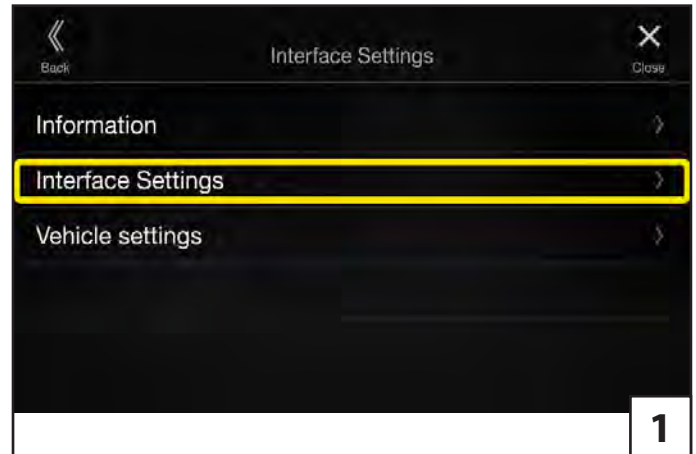 Back
Interface Settings
Close
Information
Interface Settings
Vehicle settings
1